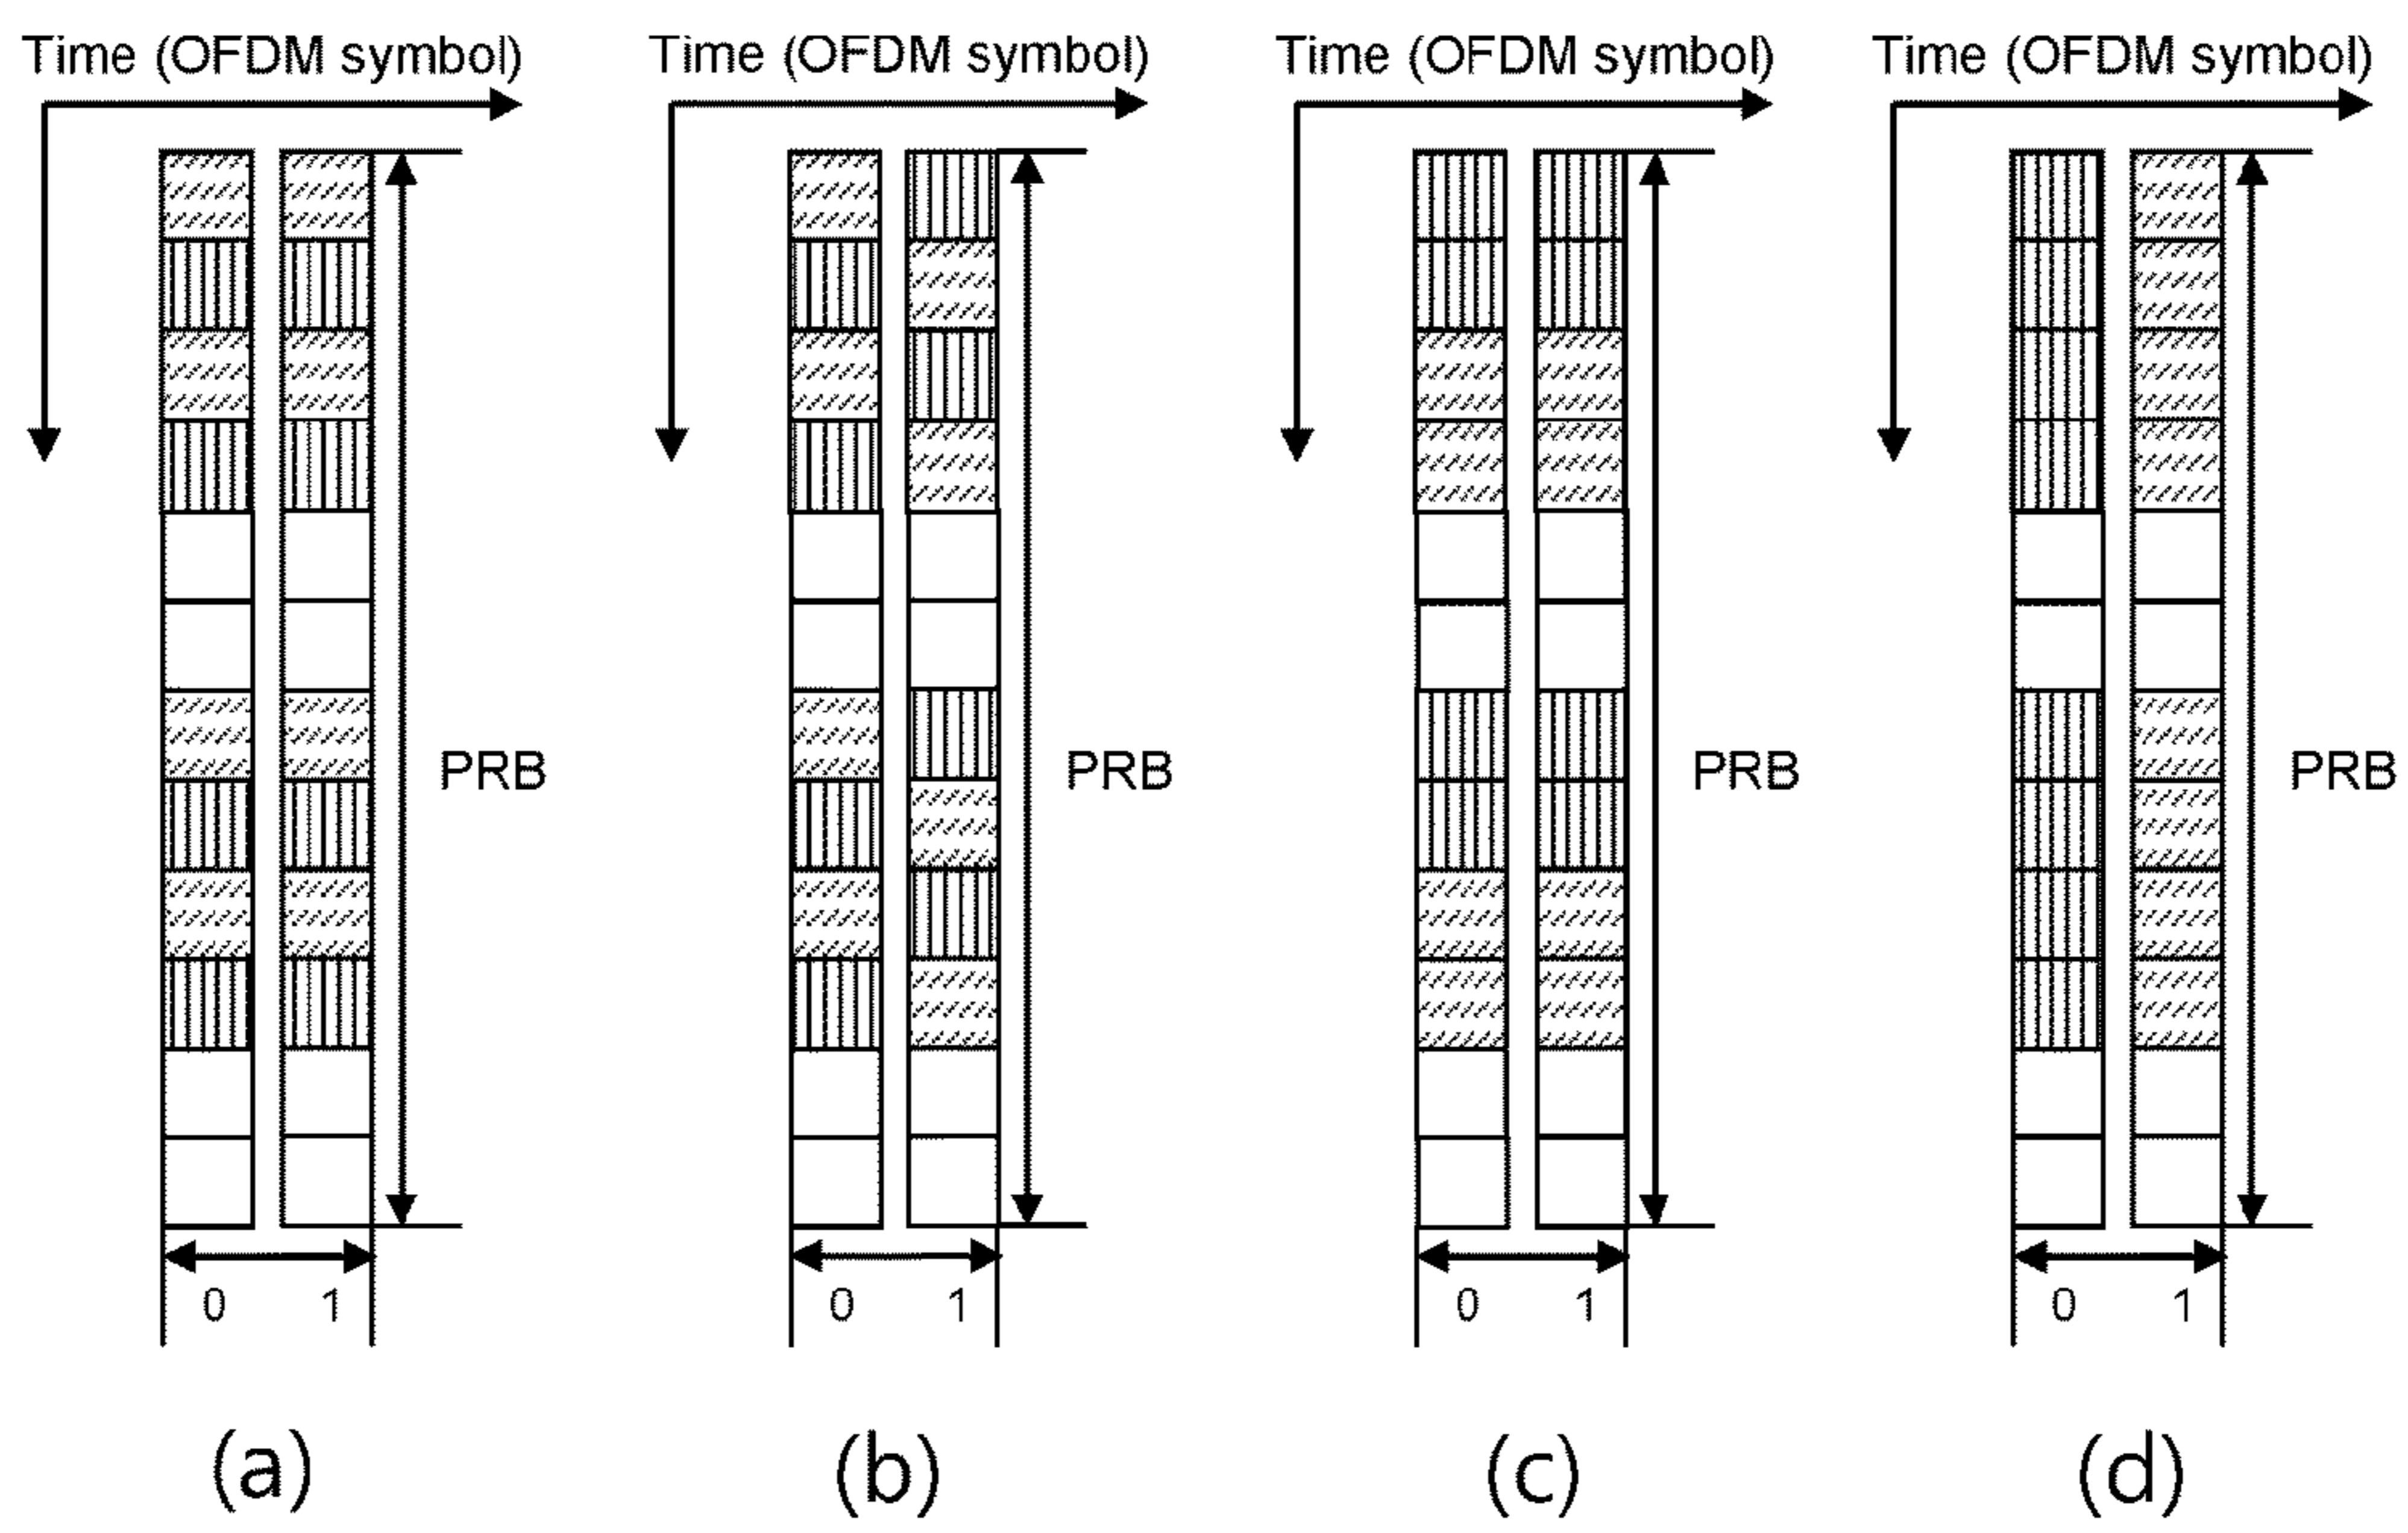 Time (OFDM symbol) Time (OFDM symbol) Time (OFDM symbol) Time (OFDM symbol)
PRB PRB PRB PRB
0 1 0 1 0 1 0 1
(a) (b) (c) (d)